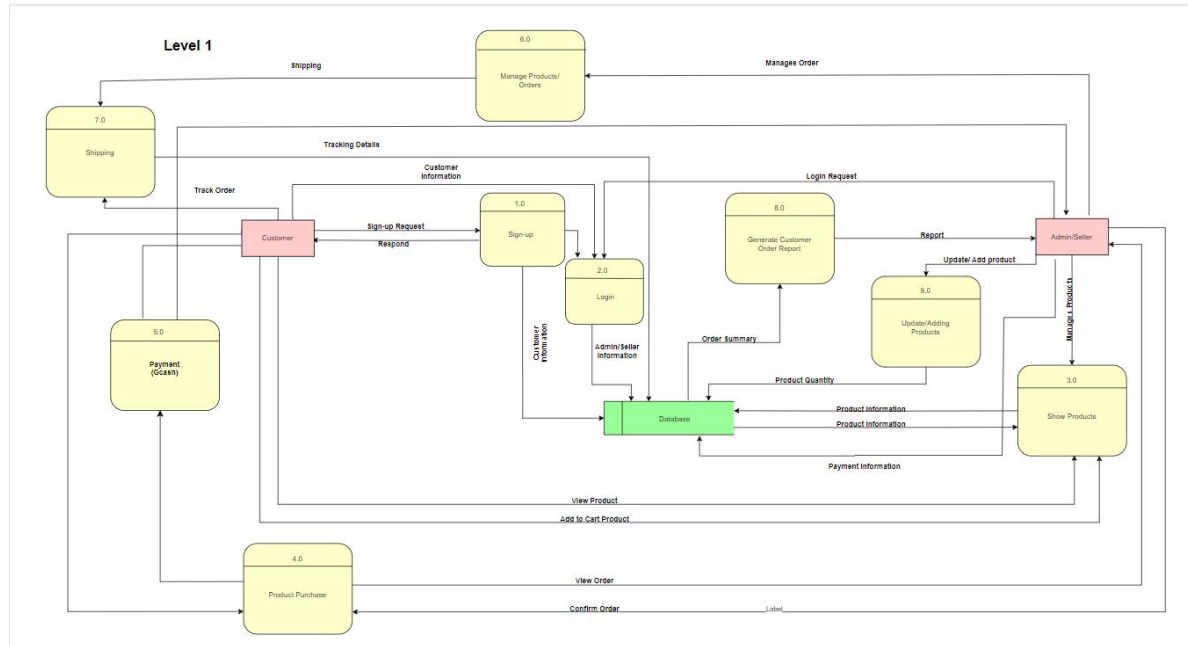 Level 1
6.0
Manage Products/
Orders
Shipping
Manages Order
7.0
Shipping
Tracking Details
Customer
Information
Login Request
Track Order
1.0
Sign-up
8.0
Generate Customer
Order Report
Customer
Sign-up Request
Respond
Report
Admin/Seller
2.0
Login
Update/ Add product
9.0
Update/Adding
Products
Manages Products
5.0
Payment
(Gcash)
Customer
Information
Admin/Seller
Information
Order Summary
Product Quantity
3.0
Show Products
Database
Product Information
Product Information
Payment Information
View Product
Add to Cart Product
4.0
Product Purchase
View Order
Confirm Order
Label